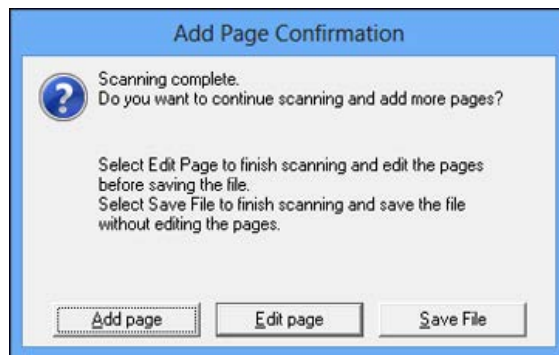 Add Page Confirmation
Scanning complete.
Do you want to continue scanning and add more pages?
Select Edit Page to finish scanning and edit the pages
before saving the file.
Select Save File to finish scanning and save the file
without editing the pages.
Add page
Edit page
Save File